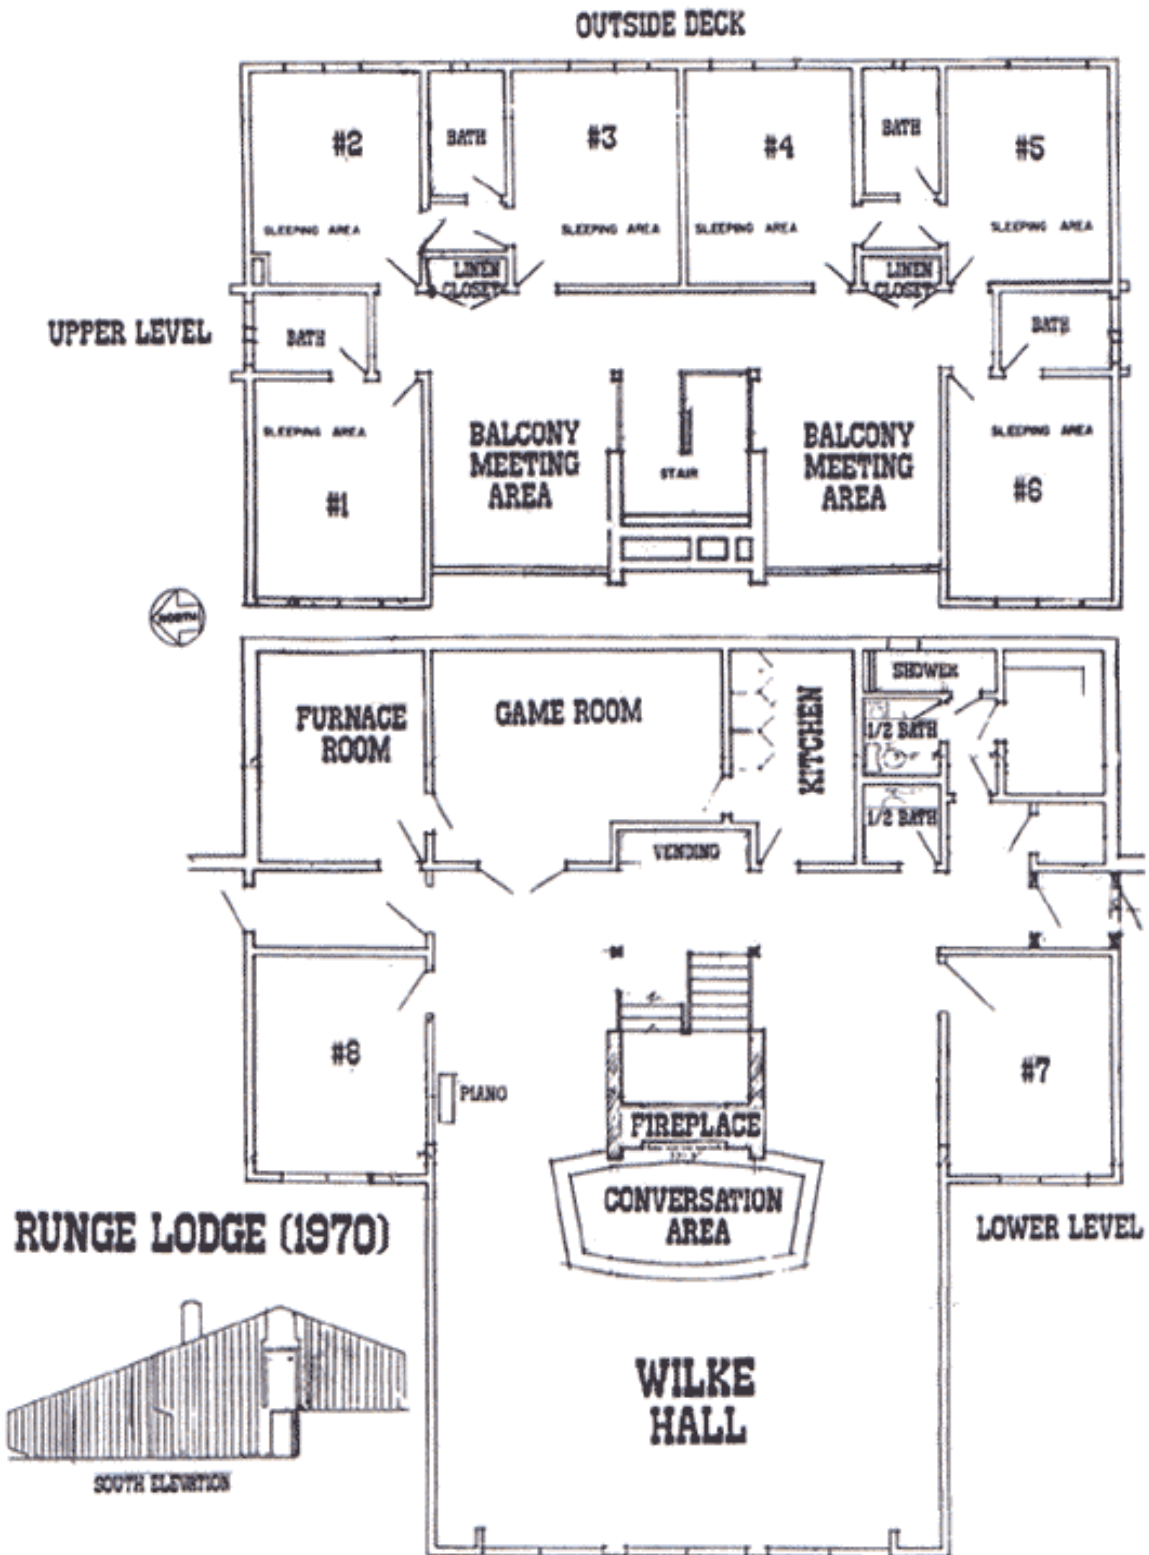 OUTSIDE DECK
#2
BATH
#3
#4
BATH
#5
SLEEPING AREA
SLEEPING AREA
SLEEPING AREA
SLEEPING AREA
LINEN
CLOSET
LINEN
CLOSET
UPPER LEVEL
BATH
BATH
SLEEPING AREA
BALCONY
MEETING
AREA
STAIR
BALCONY
MEETING
AREA
SLEEPING AREA
#1
#6
NORTH
FURNACE
ROOM
GAME ROOM
KITCHEN
SHOWER
1/2 BATH
1/2 BATH
VENDING
#8
PIANO
#7
FIREPLACE
CONVERSATION
AREA
RUNGE LODGE (1970)
LOWER LEVEL
WILKE
HALL
SOUTH ELEVATION